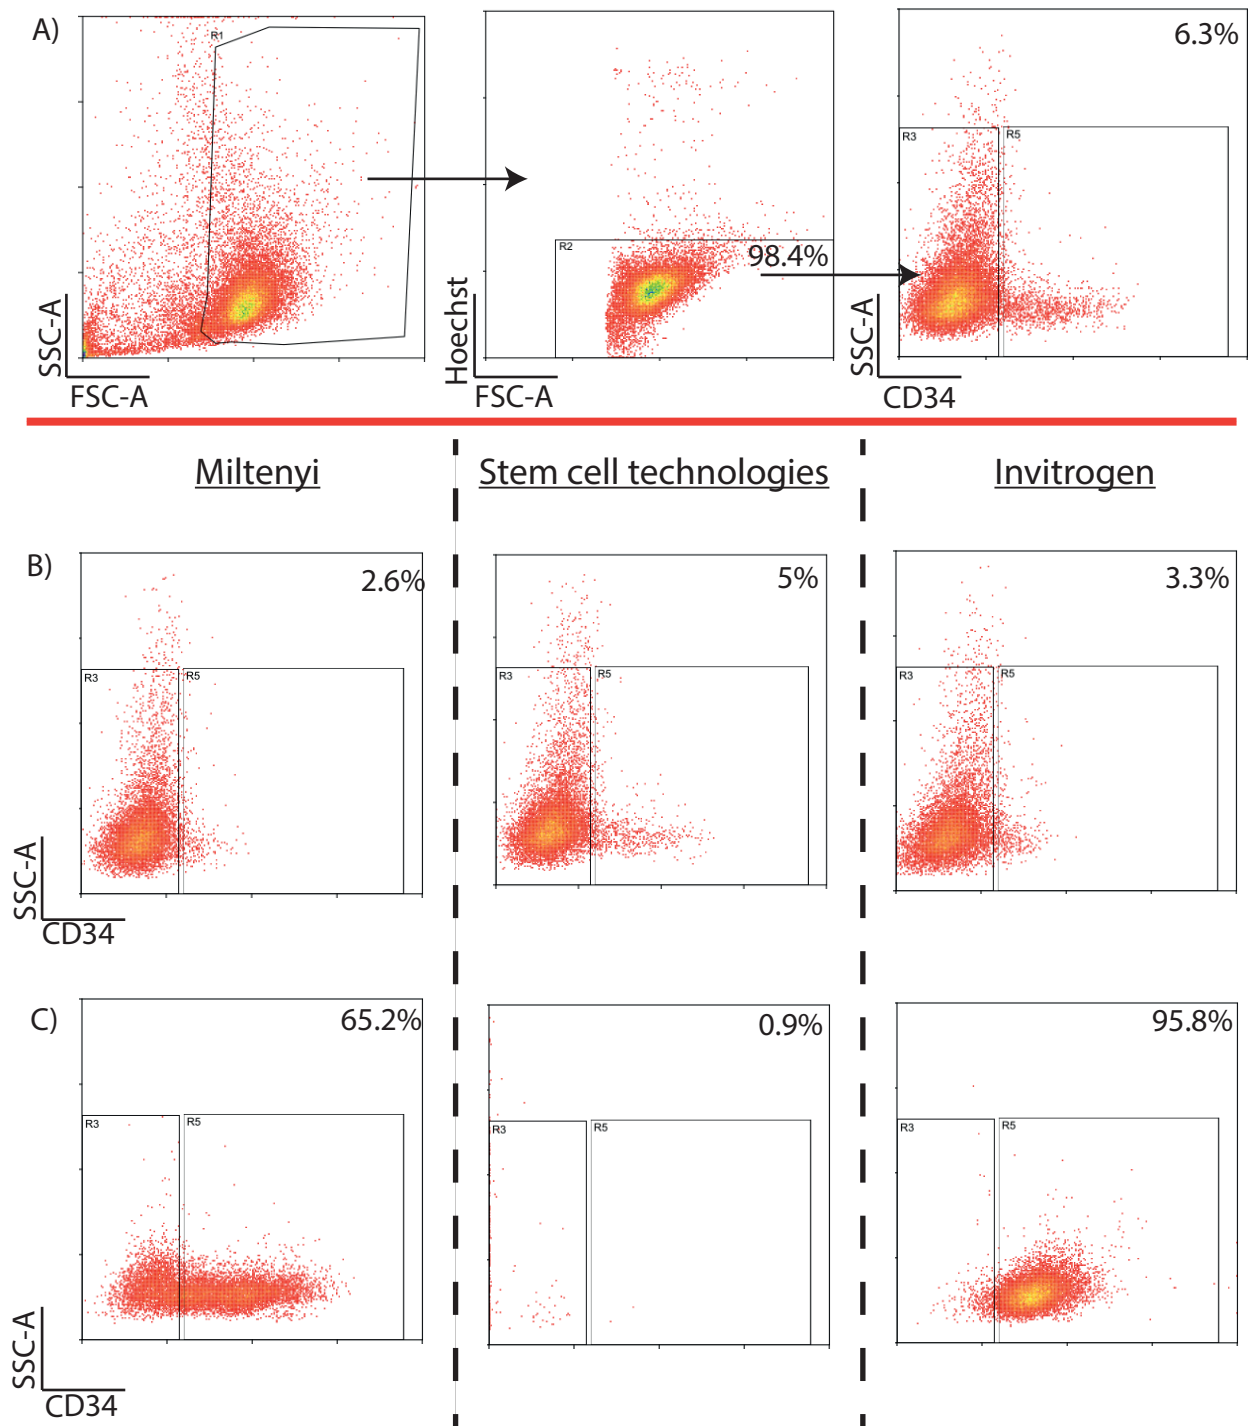 A)
R1
SSC-A
FSC-A
R2
98.4%
Hoechst
FSC-A
6.3%
R3
R5
SSC-A
CD34
Miltenyi
Stem cell technologies
Invitrogen
B)
2.6%
R3
R5
SSC-A
CD34
5%
R3
R5
3.3%
R3
R5
C)
65.2%
R3
R5
SSC-A
CD34
0.9%
R3
R5
95.8%
R3
R5